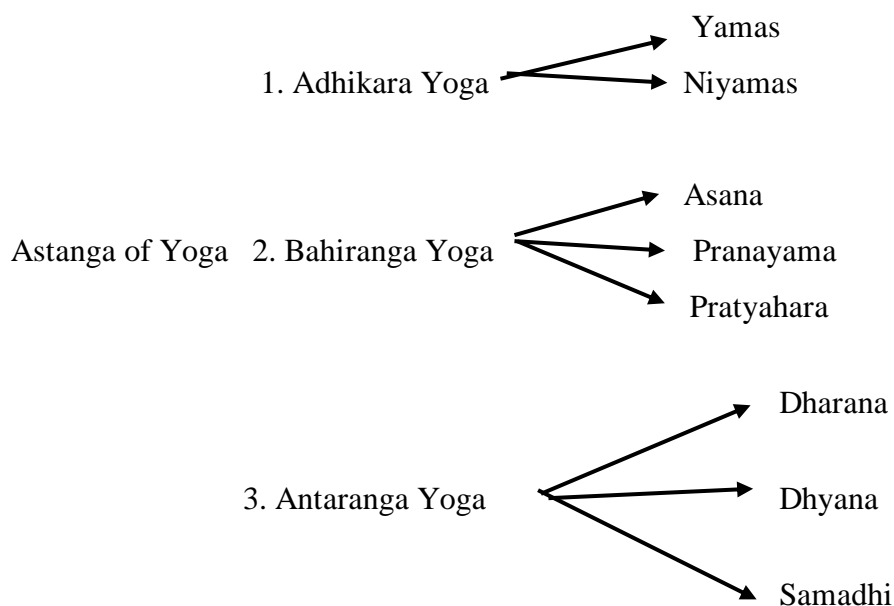 Yamas
1. Adhikara Yoga
Niyamas
Asana
Astanga of Yoga 2. Bahiranga Yoga
Pranayama
Pratyahara
Dharana
3. Antaranga Yoga
Dhyana
Samadhi